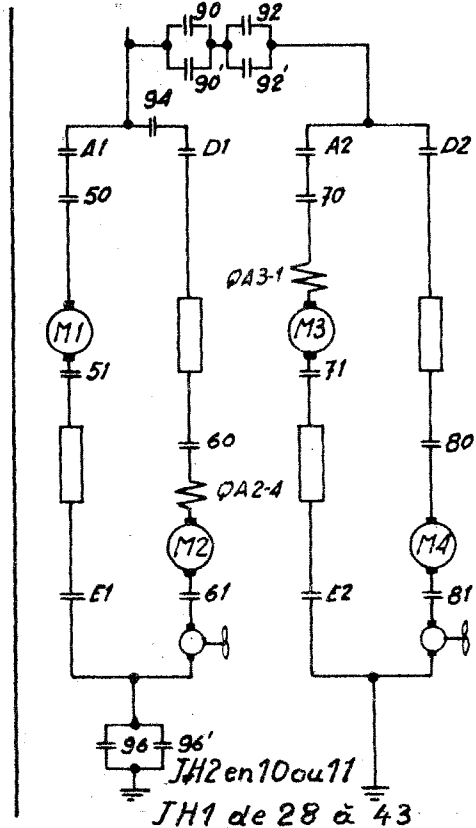 90 92
90' 92'
94
A1 D1 A2 D2
50 70
QA3-1
M1 M3
51 71
60 80
QA2-4
M2 M4
E1 61 E2 81
96 96'
JH2 en 10 ou 11
JH1 de 28 à 43